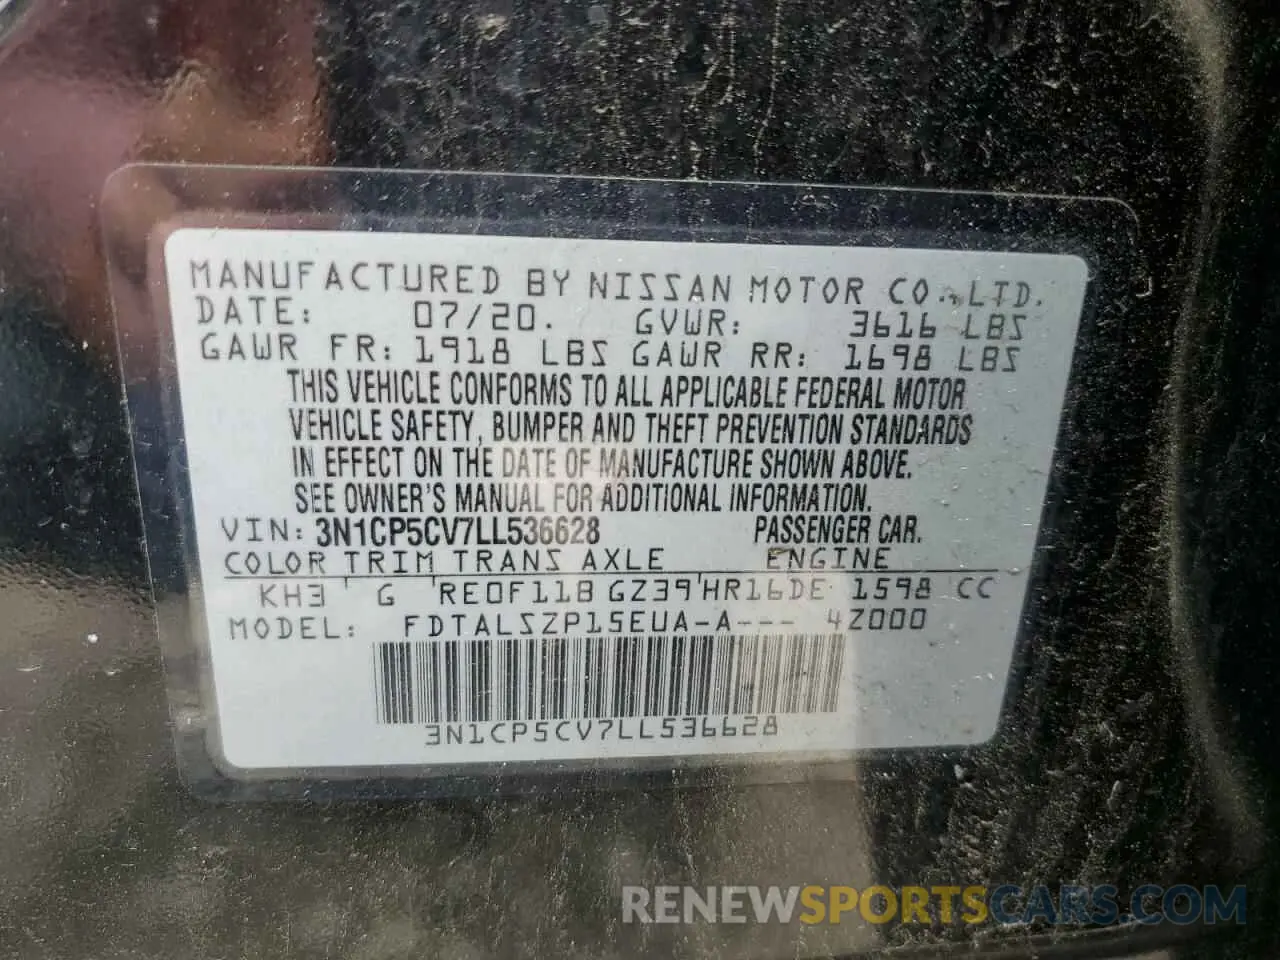 MANUFACTURED BY NISSAN MOTOR CO., LTD.
DATE: 07/20. GVWR: 3616 LBS
GAWR FR: 1918 LBS GAWR RR: 1698 LBS
THIS VEHICLE CONFORMS TO ALL APPLICABLE FEDERAL MOTOR
VEHICLE SAFETY, BUMPER AND THEFT PREVENTION STANDARDS
IN EFFECT ON THE DATE OF MANUFACTURE SHOWN ABOVE.
SEE OWNER'S MANUAL FOR ADDITIONAL INFORMATION.
VIN: 3N1CP5CV7LL536628 PASSENGER CAR.
COLOR TRIM TRANS AXLE ENGINE
KH3 G RE0F11B GZ39 HR16DE 1598 CC
MODEL: FDTALSZP15EUA-A--- 4Z000
3N1CP5CV7LL536628
RENEWSPORTSCARS.COM